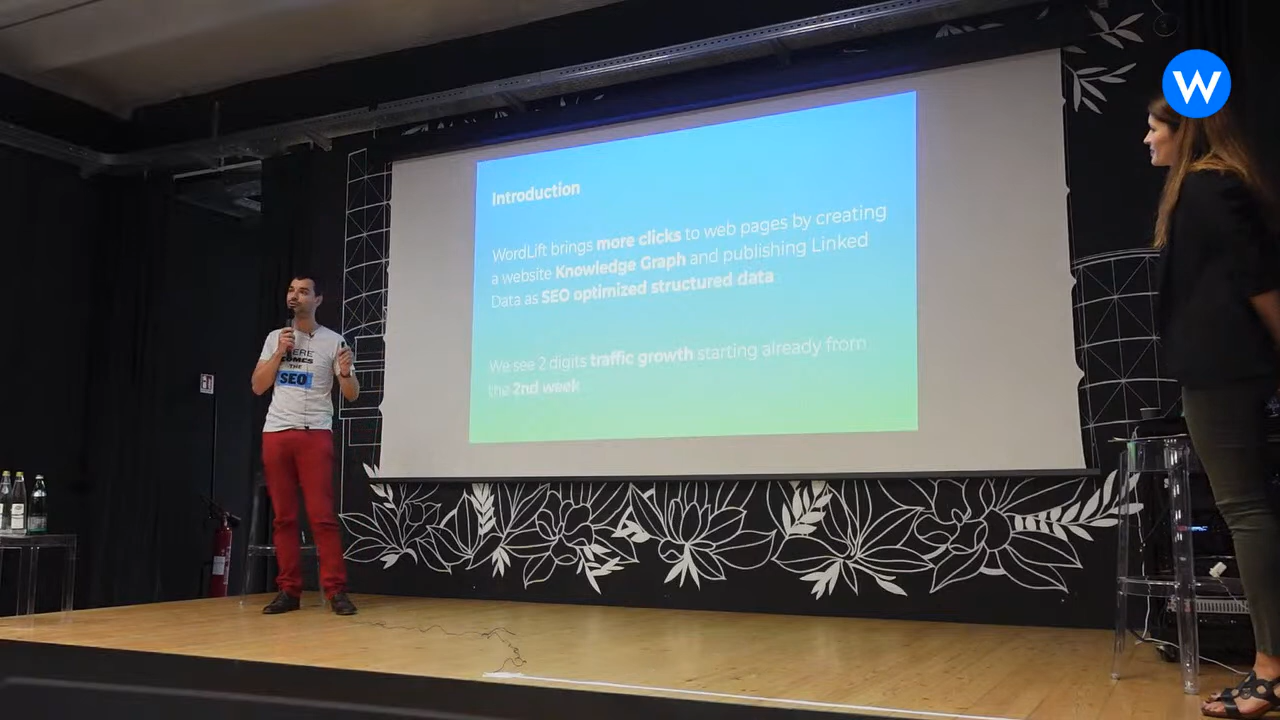 W
Introduction
WordLift brings more clicks to web pages by creating
a website Knowledge Graph and publishing Linked
Data as SEO optimized structured data
We see 2 digits traffic growth starting already from
the 2nd week
HERE
COMES
THE
SEO